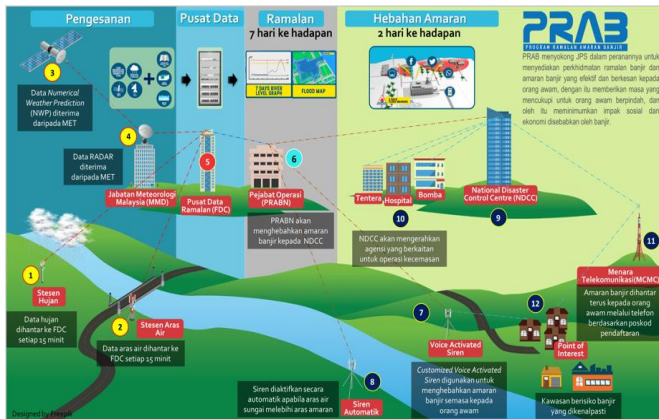 Pengesanan
Pusat Data
Ramalan
7 hari ke hadapan
Hebahan Amaran
2 hari ke hadapan
PRAB
PROGRAM RAMALAN AMARAN BANJIR
PRAB menyokong JPS dalam peranannya untuk
menyediakan perkhidmatan ramalan banjir dan
amaran banjir yang efektif dan berkesan kepada
orang awam, dengan itu memberikan masa yang
mencukupi untuk orang awam berpindah, dan
oleh itu meminimumkan impak sosial dan
ekonomi disebabkan oleh banjir.
7 DAYS RIVER
LEVEL GRAPH
FLOOD MAP
3
Data Numerical
Weather Prediction
(NWP) diterima
daripada MET
4
Data RADAR
diterima
daripada MET
Jabatan Meteorologi
Malaysia (MMD)
5
Pusat Data
Ramalan (FDC)
6
Pejabat Operasi (PRABN)
PRABN akan
menghebahkan amaran
banjir kepada NDCC
Tentera
Hospital
Bomba
10
NDCC akan mengerahkan
agensi yang berkaitan
untuk operasi kecemasan
National Disaster
Control Centre (NDCC)
9
11
Menara
Telekomunikasi(MCMC)
Amaran banjir dihantar
terus kepada orang
awam melalui telefon
berdasarkan poskod
pendaftaran
1
Stesen
Hujan
Data hujan
dihantar ke FDC
setiap 15 minit
2
Stesen Aras
Air
Data aras air dihantar ke
FDC setiap 15 minit
7
Voice Activated
Siren
Customized Voice Activated
Siren digunakan untuk
menghebahkan amaran
banjir semasa kepada
orang awam
8
Siren
Automatik
Siren diaktifkan secara
automatik apabila aras air
sungai melebihi aras amaran
12
Point of
Interest
Kawasan berisiko banjir
yang dikenalpasti
Designed by Freepik